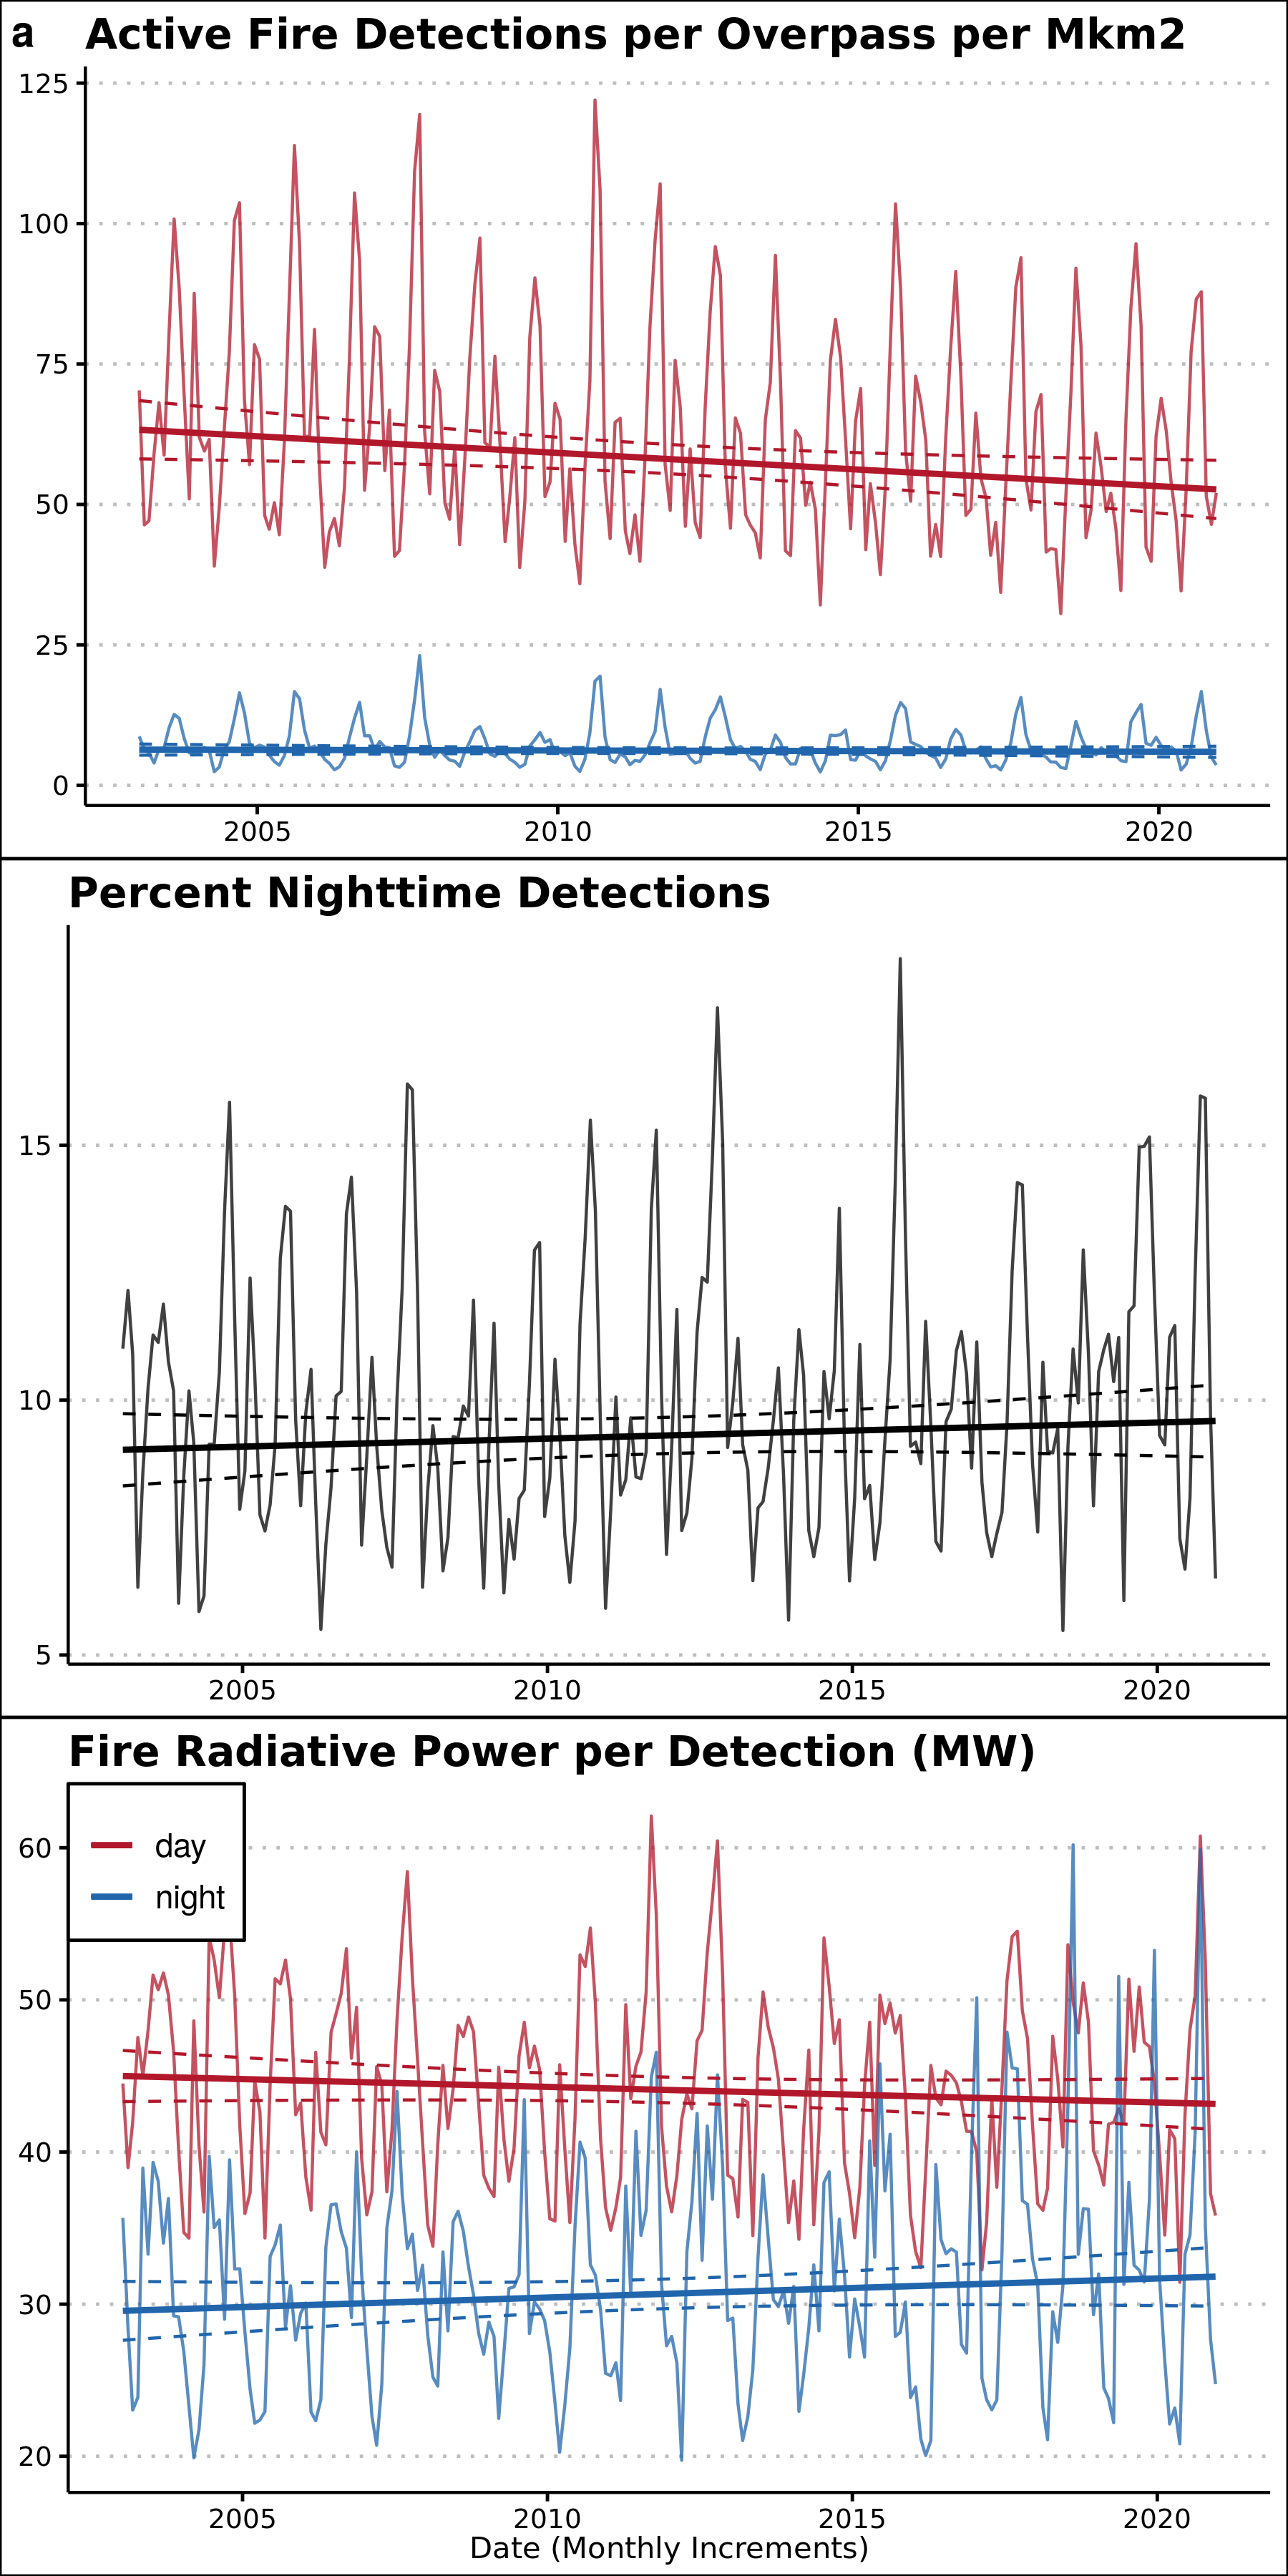 a Active Fire Detections per Overpass per Mkm2
125
100
75
50
25
0
2005 2010 2015 2020
Percent Nighttime Detections
15
10
5
2005 2010 2015 2020
Fire Radiative Power per Detection (MW)
day
night
60
50
40
30
20
2005 2010 2015 2020
Date (Monthly Increments)